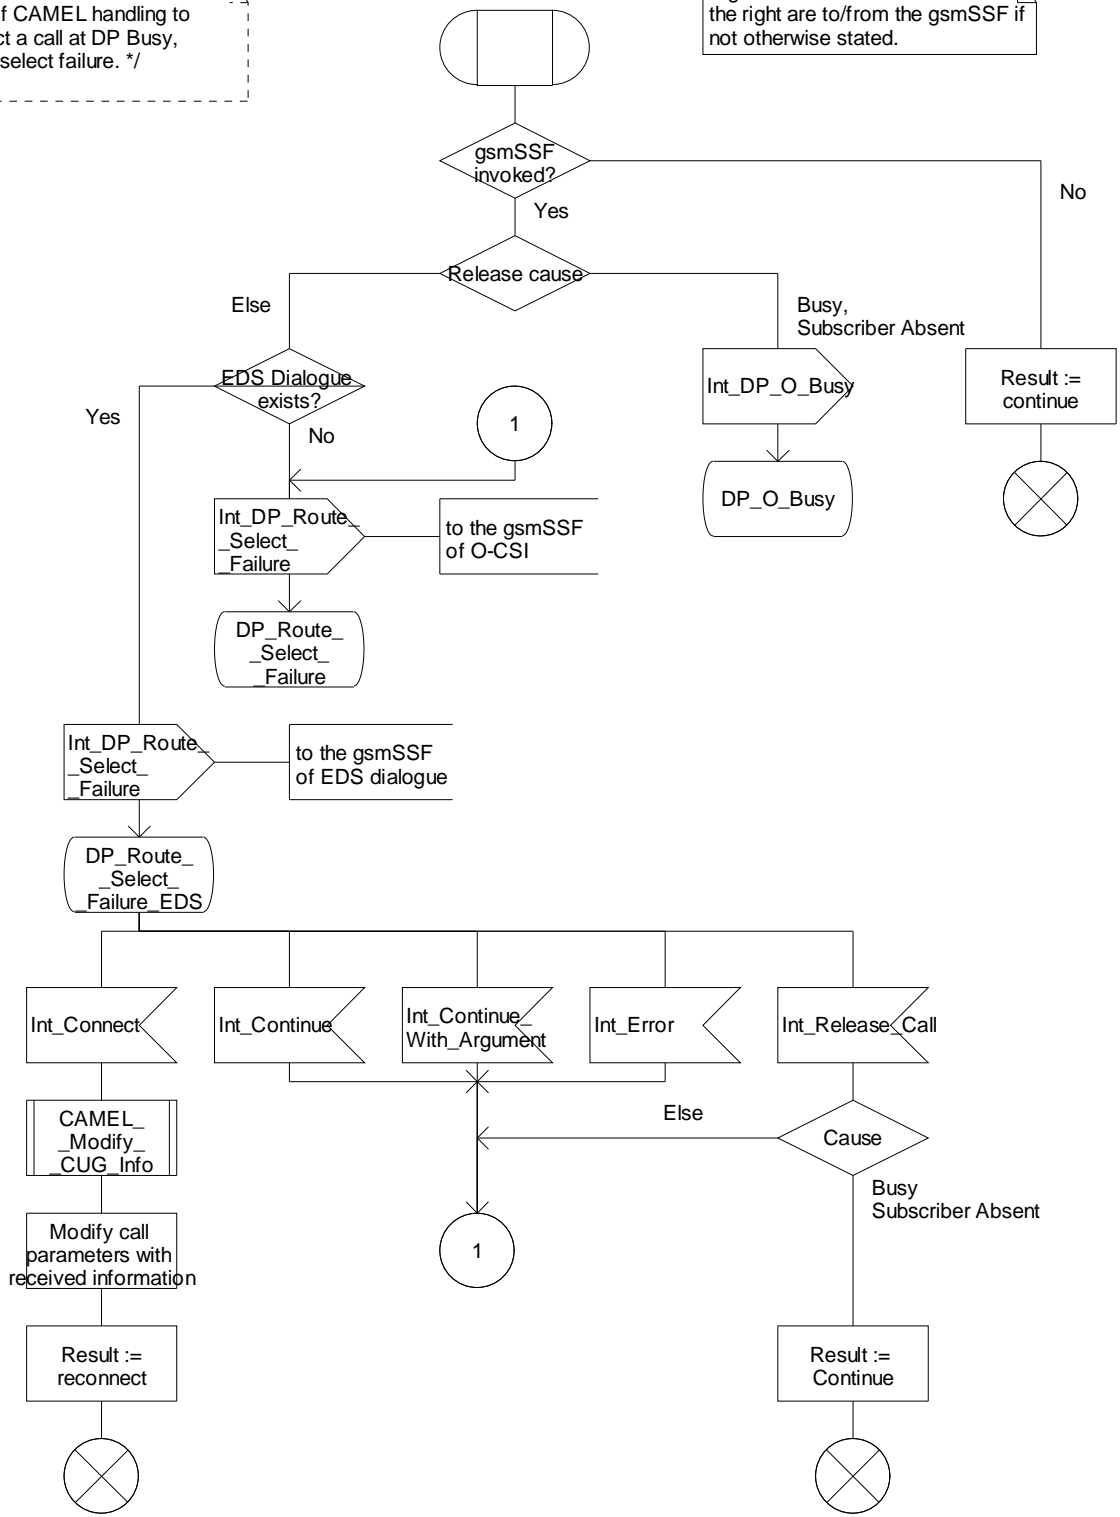 f CAMEL handling to
ct a call at DP Busy,
select failure. */
the right are to/from the gsmSSF if
not otherwise stated.
gsmSSF
invoked?
No
Yes
Release cause
Else
Busy,
Subscriber Absent
EDS Dialogue
exists?
Int_DP_O_Busy
Result :=
continue
Yes
No
1
DP_O_Busy
Int_DP_Route_
_Select_
_Failure
to the gsmSSF
of O-CSI
DP_Route_
_Select_
_Failure
Int_DP_Route_
_Select_
_Failure
to the gsmSSF
of EDS dialogue
DP_Route_
_Select_
_Failure_EDS
Int_Connect
Int_Continue
Int_Continue_
With_Argument
Int_Error
Int_Release_Call
CAMEL_
_Modify_
_CUG_Info
Else
Cause
Busy
Subscriber Absent
Modify call
parameters with
received information
1
Result :=
reconnect
Result :=
Continue